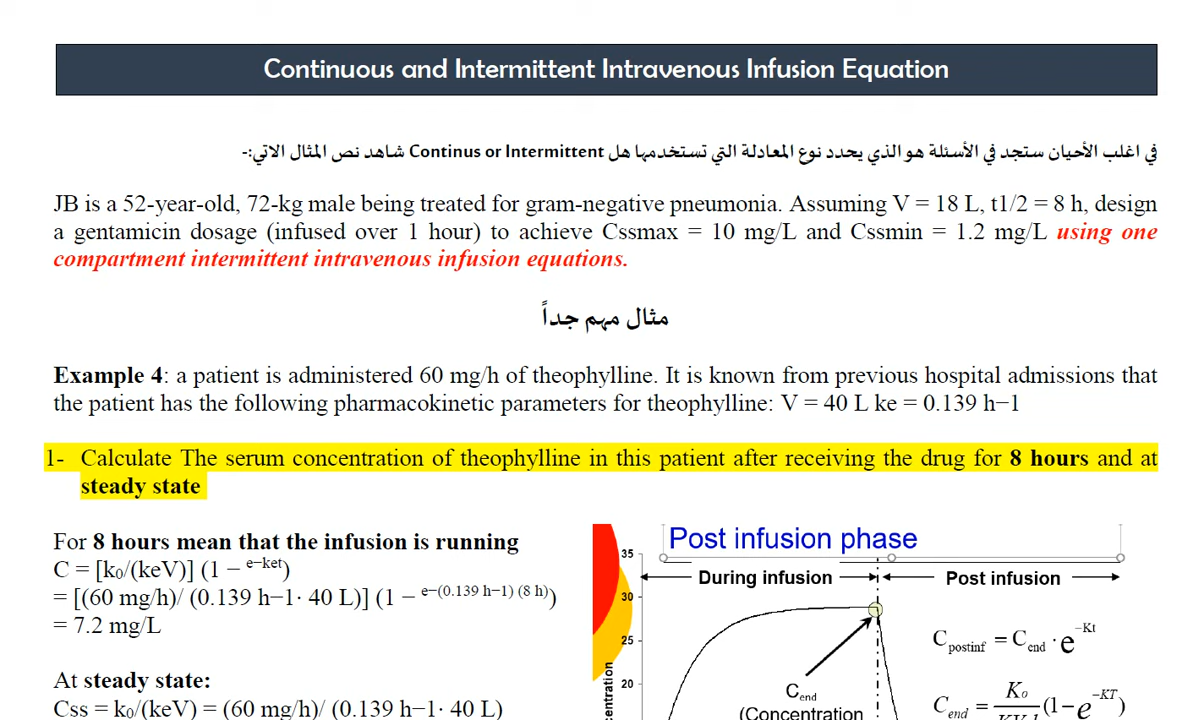 Continuous and Intermittent Intravenous Infusion Equation
في اغلب الأحيان ستجد في الأسئلة هو الذي يحدد نوع المعادلة التي تستخدمها هل Continus or Intermittent شاهد نص المثال الاتي:-
JB is a 52-year-old, 72-kg male being treated for gram-negative pneumonia. Assuming V = 18 L, t1/2 = 8 h, design
a gentamicin dosage (infused over 1 hour) to achieve Cssmax = 10 mg/L and Cssmin = 1.2 mg/L using one
compartment intermittent intravenous infusion equations.
مثال مهم جداً
Example 4: a patient is administered 60 mg/h of theophylline. It is known from previous hospital admissions that
the patient has the following pharmacokinetic parameters for theophylline: V = 40 L ke = 0.139 h−1
1- Calculate The serum concentration of theophylline in this patient after receiving the drug for 8 hours and at
steady state
For 8 hours mean that the infusion is running
C = [k0/(keV)] (1 – e−ket)
= [(60 mg/h)/ (0.139 h−1· 40 L)] (1 – e−(0.139 h−1) (8 h))
= 7.2 mg/L
At steady state:
Css = k0/(keV) = (60 mg/h)/ (0.139 h−1· 40 L)
Post infusion phase
35
During infusion
Post infusion
30
25
20
Cpostinf = Cend · e−Kt
Cend
(Concentration
Cend = Ko (1−e−KT)